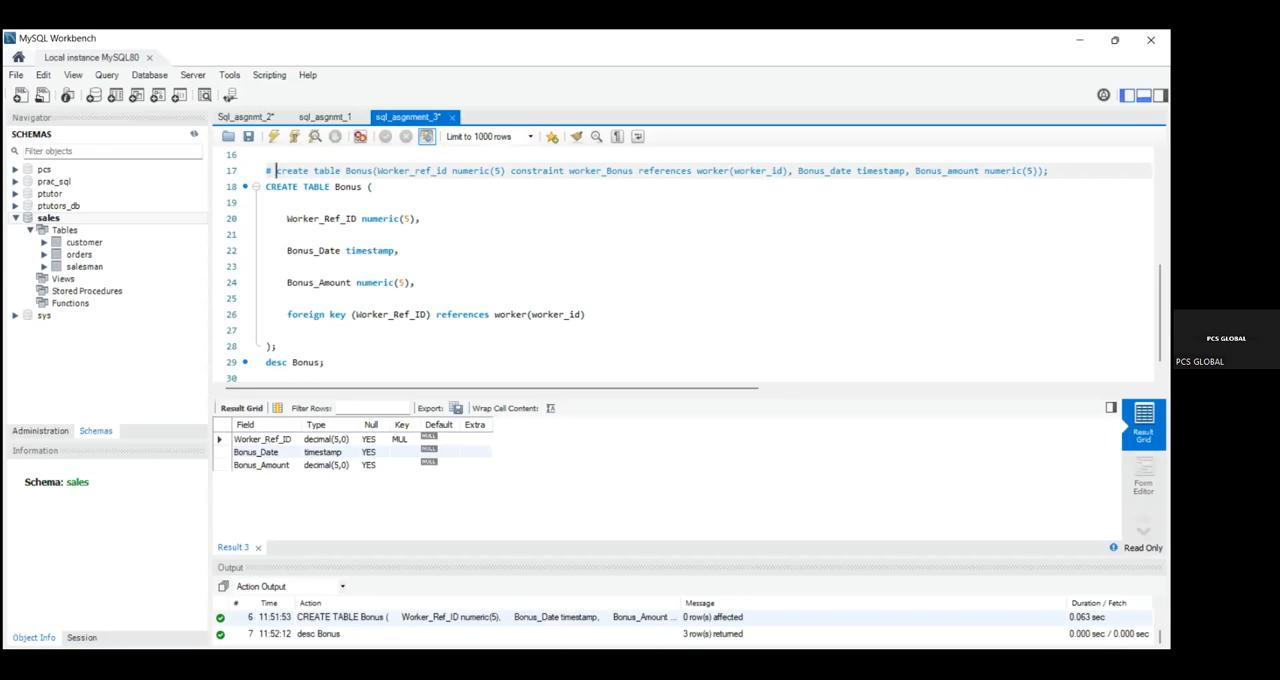 MySQL Workbench
Local instance MySQL80
File Edit View Query Database Server Tools Scripting Help
Navigator
SCHEMAS
Filter objects
pcs
prac_sql
ptutor
ptutors_db
sales
Tables
customer
orders
salesman
Views
Stored Procedures
Functions
sys
Administration Schemas
Information
Schema: sales
Object Info Session
Sql_asgnmt_2* sql_asgnmt_1 sql_asgnment_3*
Limit to 1000 rows
16
17 # create table Bonus(Worker_ref_id numeric(5) constraint worker_Bonus references worker(worker_id), Bonus_date timestamp, Bonus_amount numeric(5));
18 CREATE TABLE Bonus (
19
20 Worker_Ref_ID numeric(5),
21
22 Bonus_Date timestamp,
23
24 Bonus_Amount numeric(5),
25
26 foreign key (Worker_Ref_ID) references worker(worker_id)
27
28 );
29 desc Bonus;
30
Result Grid Filter Rows: Export: Wrap Cell Content:
Field Type Null Key Default Extra
Worker_Ref_ID decimal(5,0) YES MUL NULL
Bonus_Date timestamp YES NULL
Bonus_Amount decimal(5,0) YES NULL
Result Grid
Form Editor
Result 3
Read Only
Output
Action Output
# Time Action Message Duration / Fetch
6 11:51:53 CREATE TABLE Bonus ( Worker_Ref_ID numeric(5), Bonus_Date timestamp, Bonus_Amount ... 0 row(s) affected 0.063 sec
7 11:52:12 desc Bonus 3 row(s) returned 0.000 sec / 0.000 sec
PCS GLOBAL
PCS GLOBAL